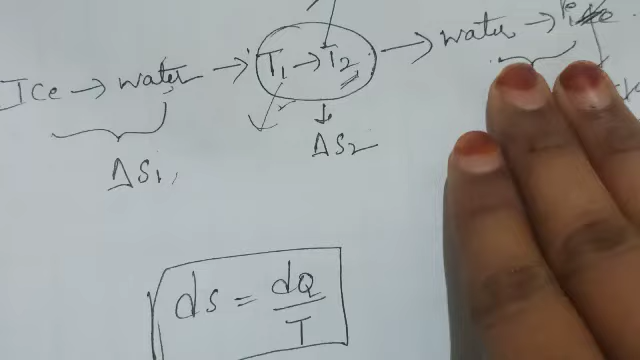 Ice → water → T₁ → T₂ → water →
ΔS₁, ΔS₂
ds = dQ/T